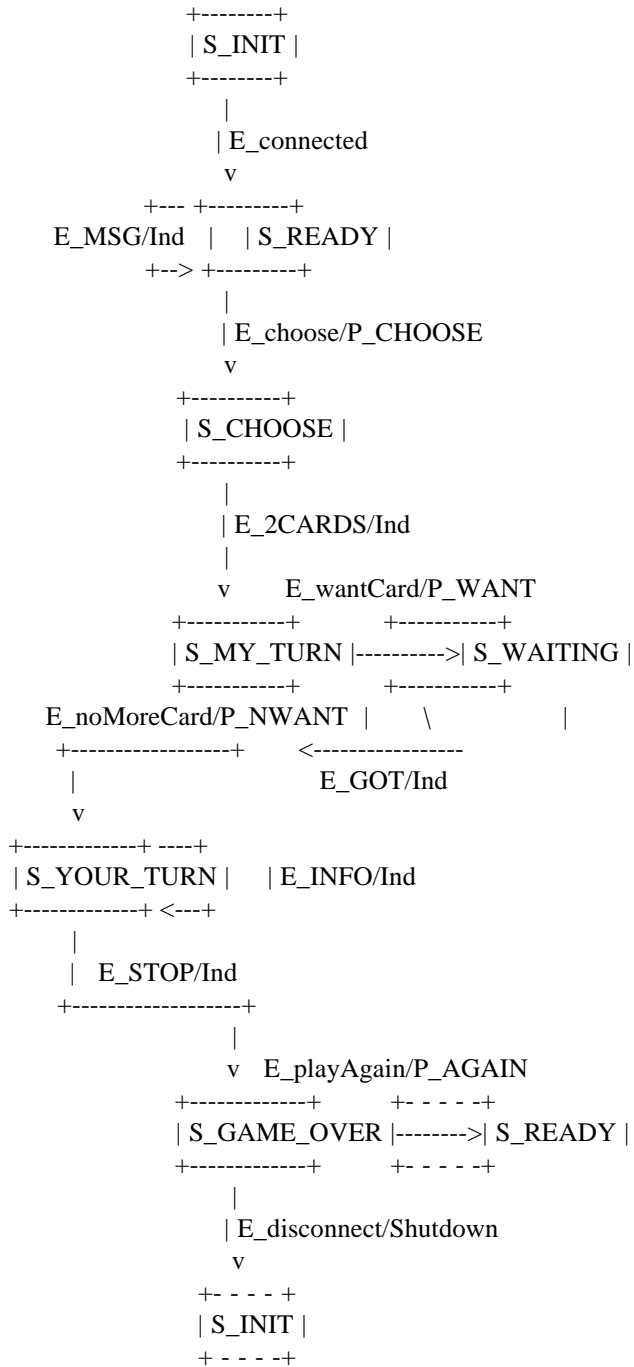 +--------+
| S_INIT |
+--------+
|
| E_connected
v
+--- +---------+
E_MSG/Ind | | S_READY |
+--> +---------+
|
| E_choose/P_CHOOSE
v
+----------+
| S_CHOOSE |
+----------+
|
| E_2CARDS/Ind
|
v E_wantCard/P_WANT
+-----------+ +-----------+
| S_MY_TURN |---------->| S_WAITING |
+-----------+ +-----------+
E_noMoreCard/P_NWANT | \ |
+------------------+ <-----------------
| E_GOT/Ind
v
+-------------+ ----+
| S_YOUR_TURN | | E_INFO/Ind
+-------------+ <---+
|
| E_STOP/Ind
+-------------------+
|
v E_playAgain/P_AGAIN
+-------------+ +- - - - -+
| S_GAME_OVER |-------->| S_READY |
+-------------+ +- - - - -+
|
| E_disconnect/Shutdown
v
+- - - - +
| S_INIT |
+ - - - -+